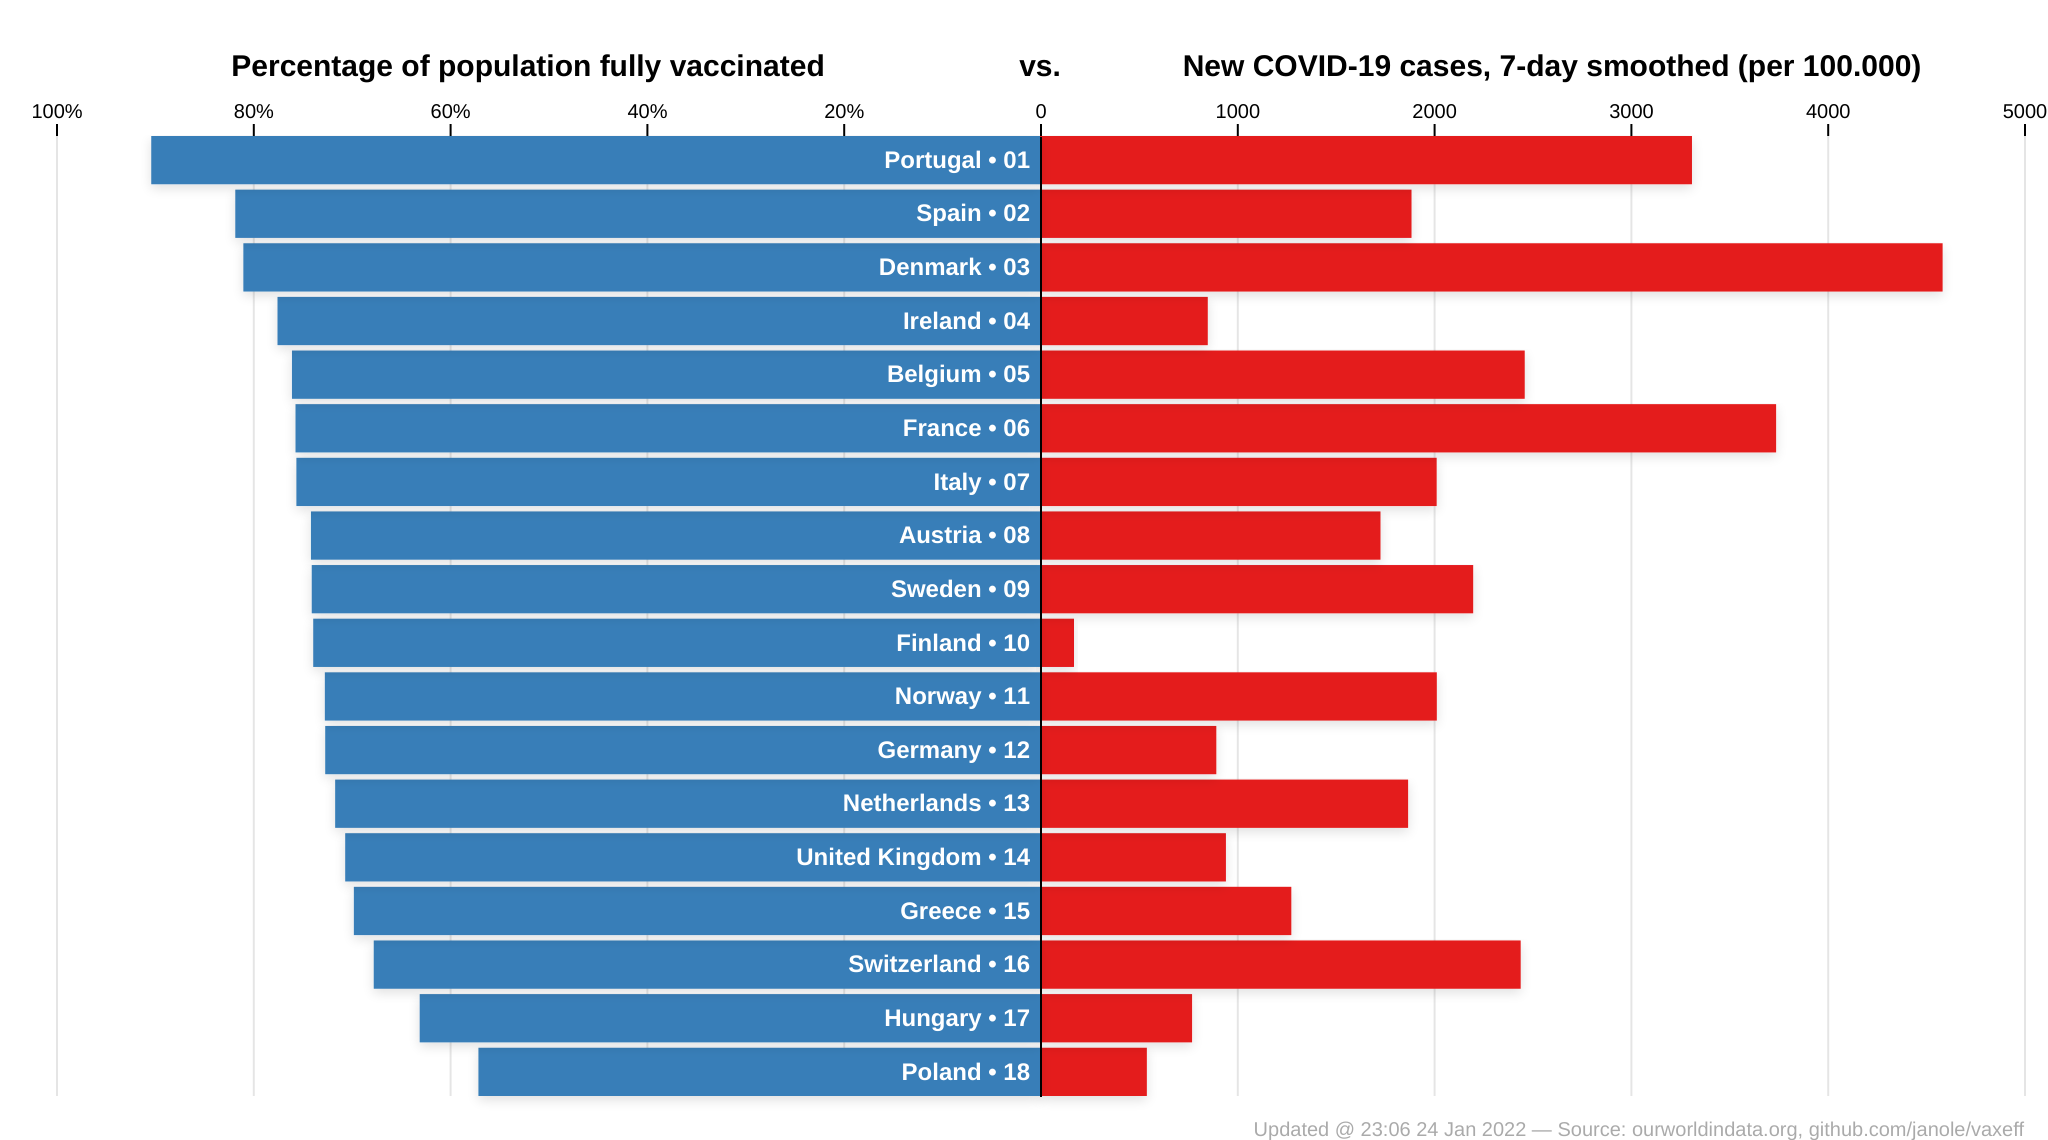 Percentage of population fully vaccinated vs. New COVID-19 cases, 7-day smoothed (per 100.000)
100% 80% 60% 40% 20% 0 1000 2000 3000 4000 5000
Portugal • 01
Spain • 02
Denmark • 03
Ireland • 04
Belgium • 05
France • 06
Italy • 07
Austria • 08
Sweden • 09
Finland • 10
Norway • 11
Germany • 12
Netherlands • 13
United Kingdom • 14
Greece • 15
Switzerland • 16
Hungary • 17
Poland • 18
Updated @ 23:06 24 Jan 2022 — Source: ourworldindata.org, github.com/janole/vaxeff